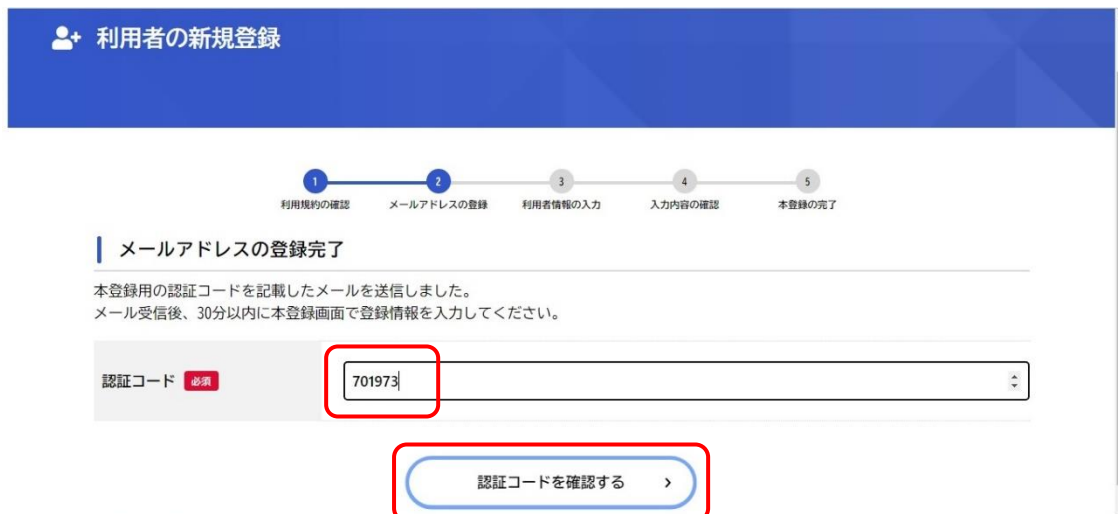 利用者の新規登録
1 2 3 4 5
利用規約の確認 メールアドレスの登録 利用者情報の入力 入力内容の確認 本登録の完了
メールアドレスの登録完了
本登録用の認証コードを記載したメールを送信しました。
メール受信後、30分以内に本登録画面で登録情報を入力してください。
認証コード 必須 701973
認証コードを確認する